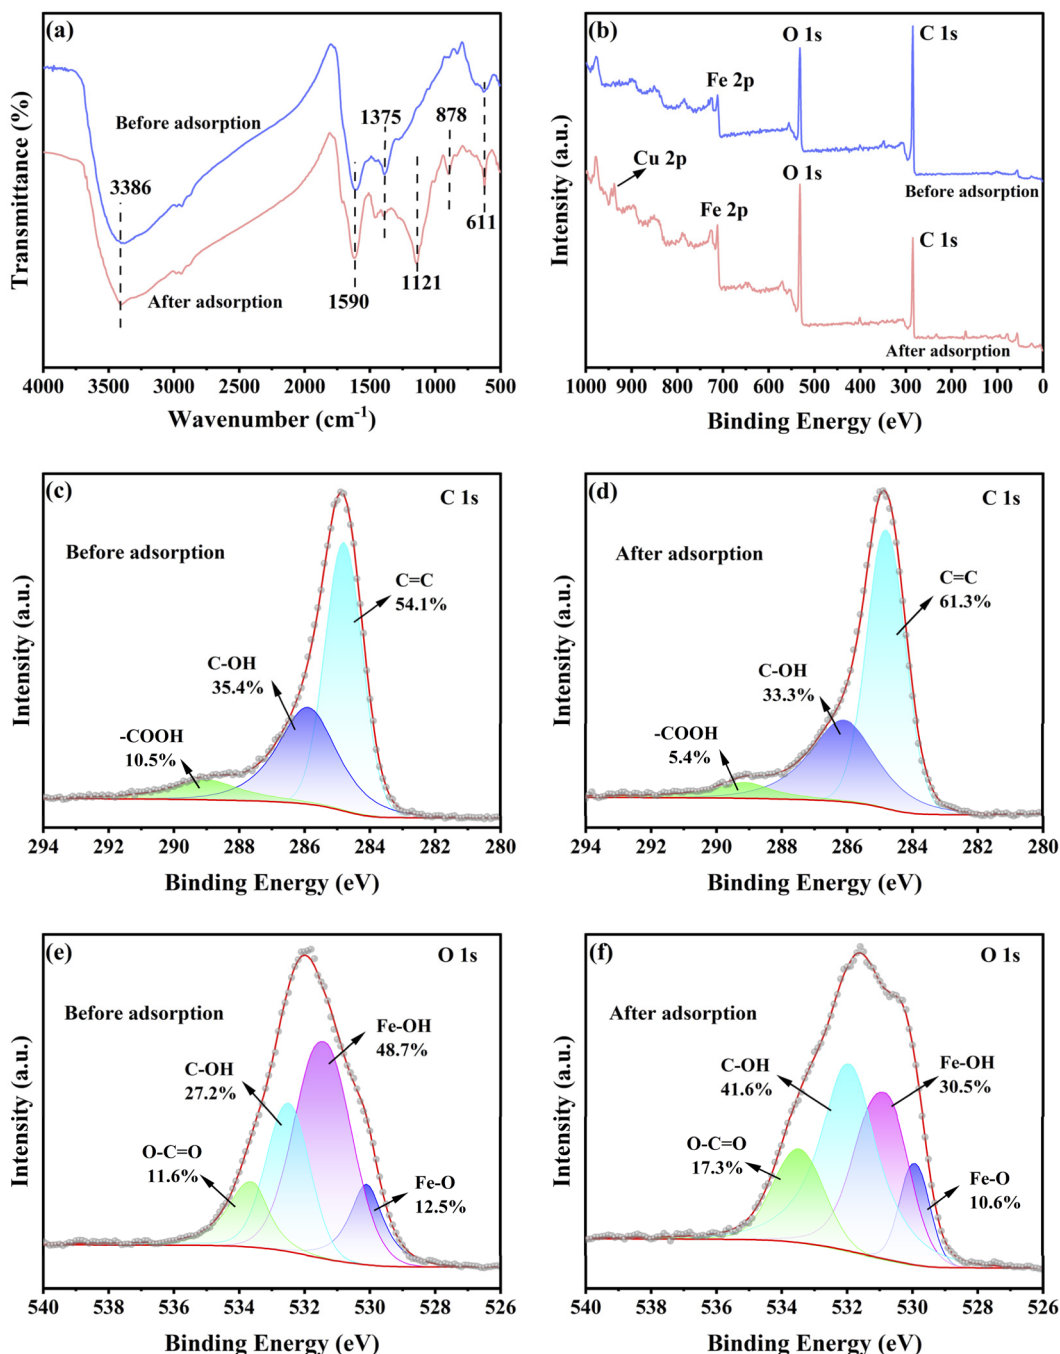 (a)
Before adsorption
1375
878
3386
611
After adsorption
1590
1121
Transmittance (%)
4000 3500 3000 2500 2000 1500 1000 500
Wavenumber (cm⁻¹)
(b)
O 1s
C 1s
Fe 2p
Before adsorption
Cu 2p
O 1s
Fe 2p
C 1s
After adsorption
Intensity (a.u.)
1000 900 800 700 600 500 400 300 200 100 0
Binding Energy (eV)
(c)
C 1s
Before adsorption
C=C
54.1%
C-OH
35.4%
-COOH
10.5%
Intensity (a.u.)
294 292 290 288 286 284 282 280
Binding Energy (eV)
(d)
C 1s
After adsorption
C=C
61.3%
C-OH
33.3%
-COOH
5.4%
Intensity (a.u.)
294 292 290 288 286 284 282 280
Binding Energy (eV)
(e)
O 1s
Before adsorption
Fe-OH
48.7%
C-OH
27.2%
O-C=O
11.6%
Fe-O
12.5%
Intensity (a.u.)
540 538 536 534 532 530 528 526
Binding Energy (eV)
(f)
O 1s
After adsorption
C-OH
41.6%
Fe-OH
30.5%
O-C=O
17.3%
Fe-O
10.6%
Intensity (a.u.)
540 538 536 534 532 530 528 526
Binding Energy (eV)